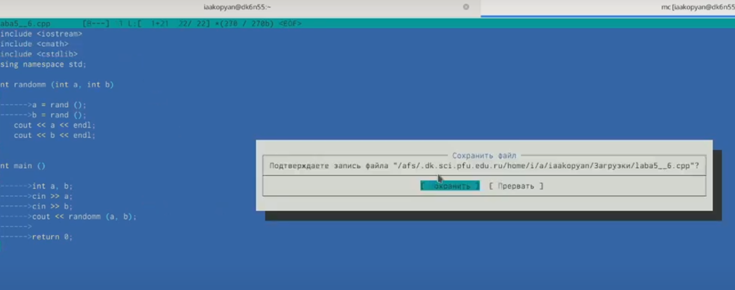 iaakopyan@dk6n55:~
mc [iaakopyan@dk6n55
laba5__6.cpp [B---] 1 L:[ 1+21 22/ 22] *(270 / 270b) <EOF>
include <iostream>
include <cmath>
include <cstdlib>
sing namespace std;
nt randomm (int a, int b)
------>a = rand ();
------>b = rand ();
cout << a << endl;
cout << b << endl;
nt main ()
------>int a, b;
------>cin >> a;
------>cin >> b;
------>cout << randomm (a, b);
------>
------>return 0;
Сохранить файл
Подтверждаете запись файла "/afs/.dk.sci.pfu.edu.ru/home/i/a/iaakopyan/Загрузки/laba5__6.cpp"?
[ Сохранить ] [ Прервать ]